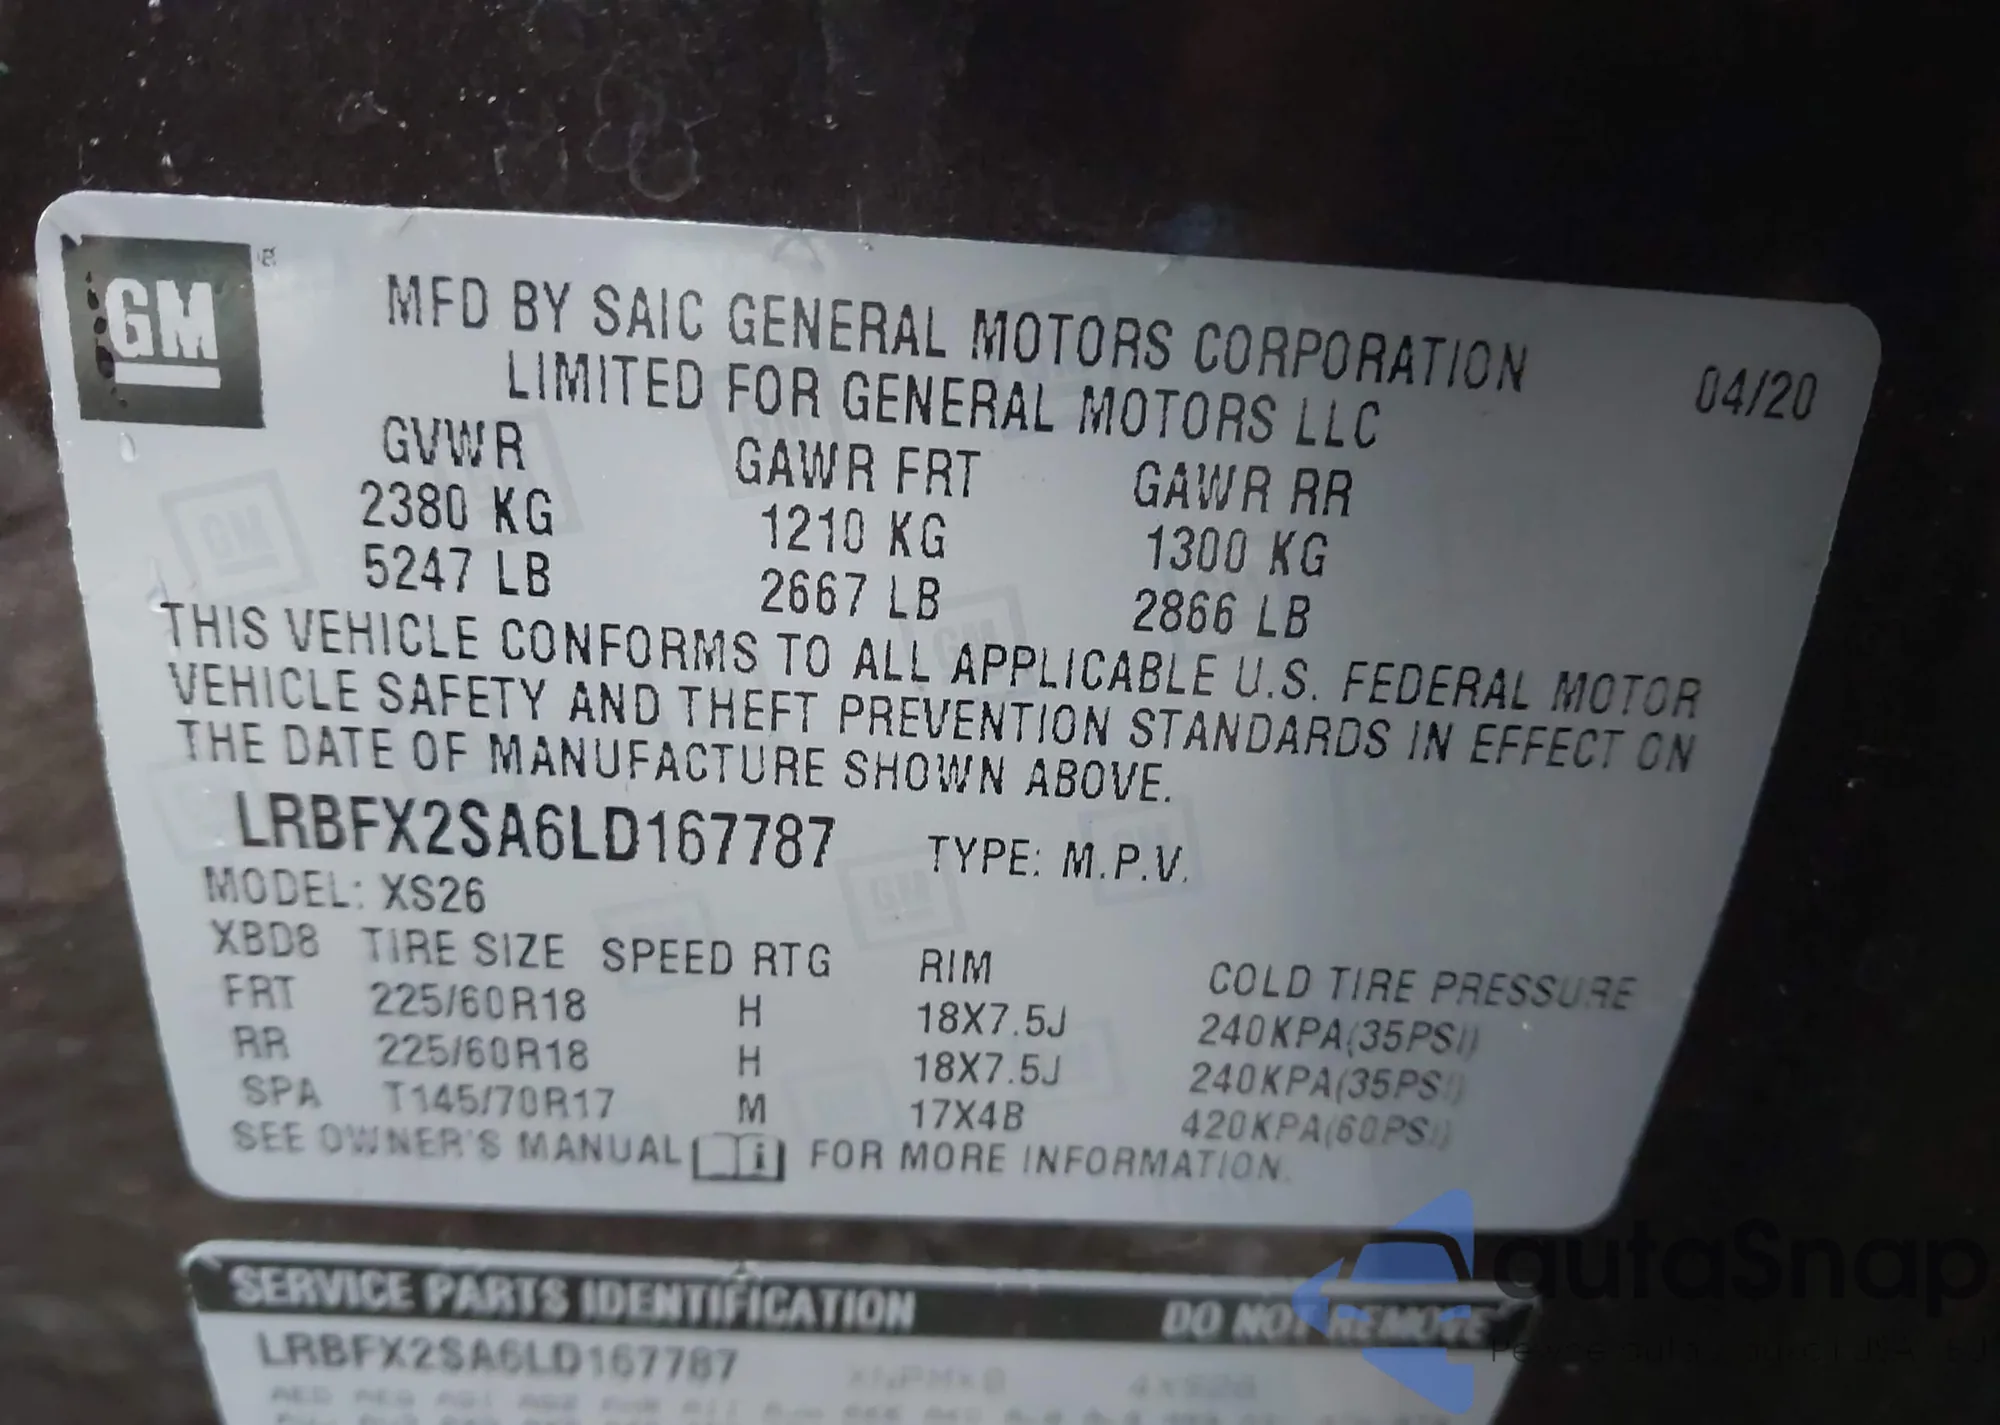 GM ®
MFD BY SAIC GENERAL MOTORS CORPORATION
LIMITED FOR GENERAL MOTORS LLC
04/20
GVWR GAWR FRT GAWR RR
2380 KG 1210 KG 1300 KG
5247 LB 2667 LB 2866 LB
THIS VEHICLE CONFORMS TO ALL APPLICABLE U.S. FEDERAL MOTOR
VEHICLE SAFETY AND THEFT PREVENTION STANDARDS IN EFFECT ON
THE DATE OF MANUFACTURE SHOWN ABOVE.
LRBFX2SA6LD167787 TYPE: M.P.V.
MODEL: XS26
XBD8 TIRE SIZE SPEED RTG RIM COLD TIRE PRESSURE
FRT 225/60R18 H 18X7.5J 240KPA(35PSI)
RR 225/60R18 H 18X7.5J 240KPA(35PSI)
SPA T145/70R17 M 17X4B 420KPA(60PSI)
SEE OWNER'S MANUAL FOR MORE INFORMATION.
SERVICE PARTS IDENTIFICATION DO NOT REMOVE
LRBFX2SA6LD167787
autaSnap